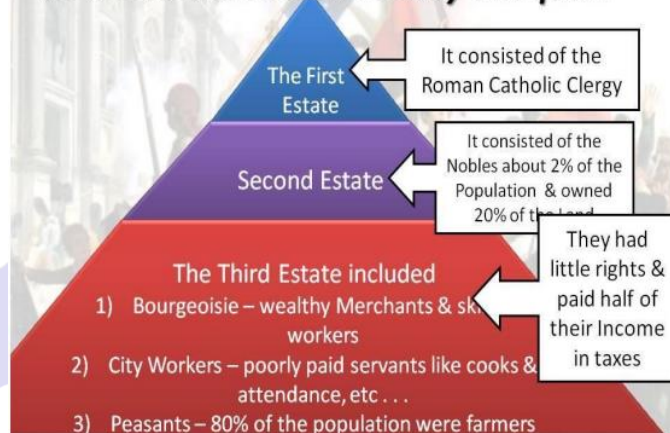 The First
Estate
It consisted of the
Roman Catholic Clergy
Second Estate
It consisted of the
Nobles about 2% of the
Population & owned
20% of
They had
little rights &
paid half of
their Income
in taxes
The Third Estate included
1) Bourgeoisie – wealthy Merchants &
workers
2) City Workers – poorly paid servants like cooks &
attendance, etc . . .
3) Peasants – 80% of the population were farmers